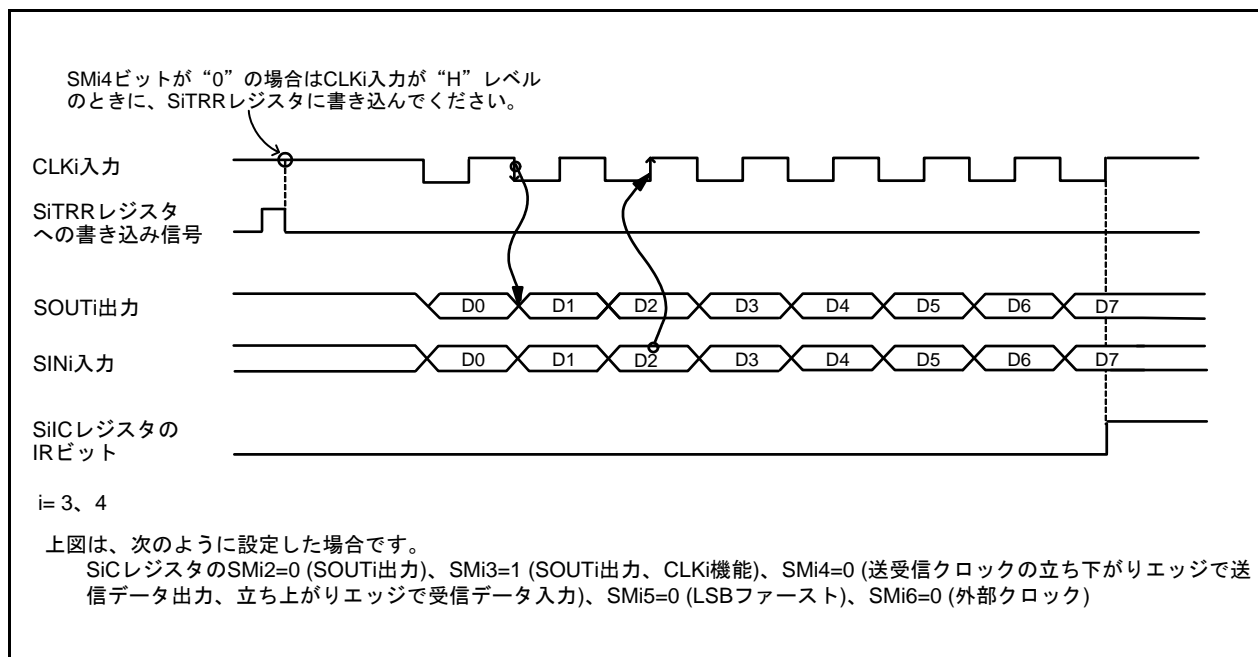 SMi4ビットが“0”の場合はCLKi入力が“H”レベル
のときに、SiTRRレジスタに書き込んでください。
CLKi入力
SiTRRレジスタ
への書き込み信号
SOUTi出力
D0 D1 D2 D3 D4 D5 D6 D7
SINi入力
D0 D1 D2 D3 D4 D5 D6 D7
SiICレジスタの
IRビット
i= 3、4
上図は、次のように設定した場合です。
SiCレジスタのSMi2=0 (SOUTi出力)、SMi3=1 (SOUTi出力、CLKi機能)、SMi4=0 (送受信クロックの立ち下がりエッジで送
信データ出力、立ち上がりエッジで受信データ入力)、SMi5=0 (LSBファースト)、SMi6=0 (外部クロック)